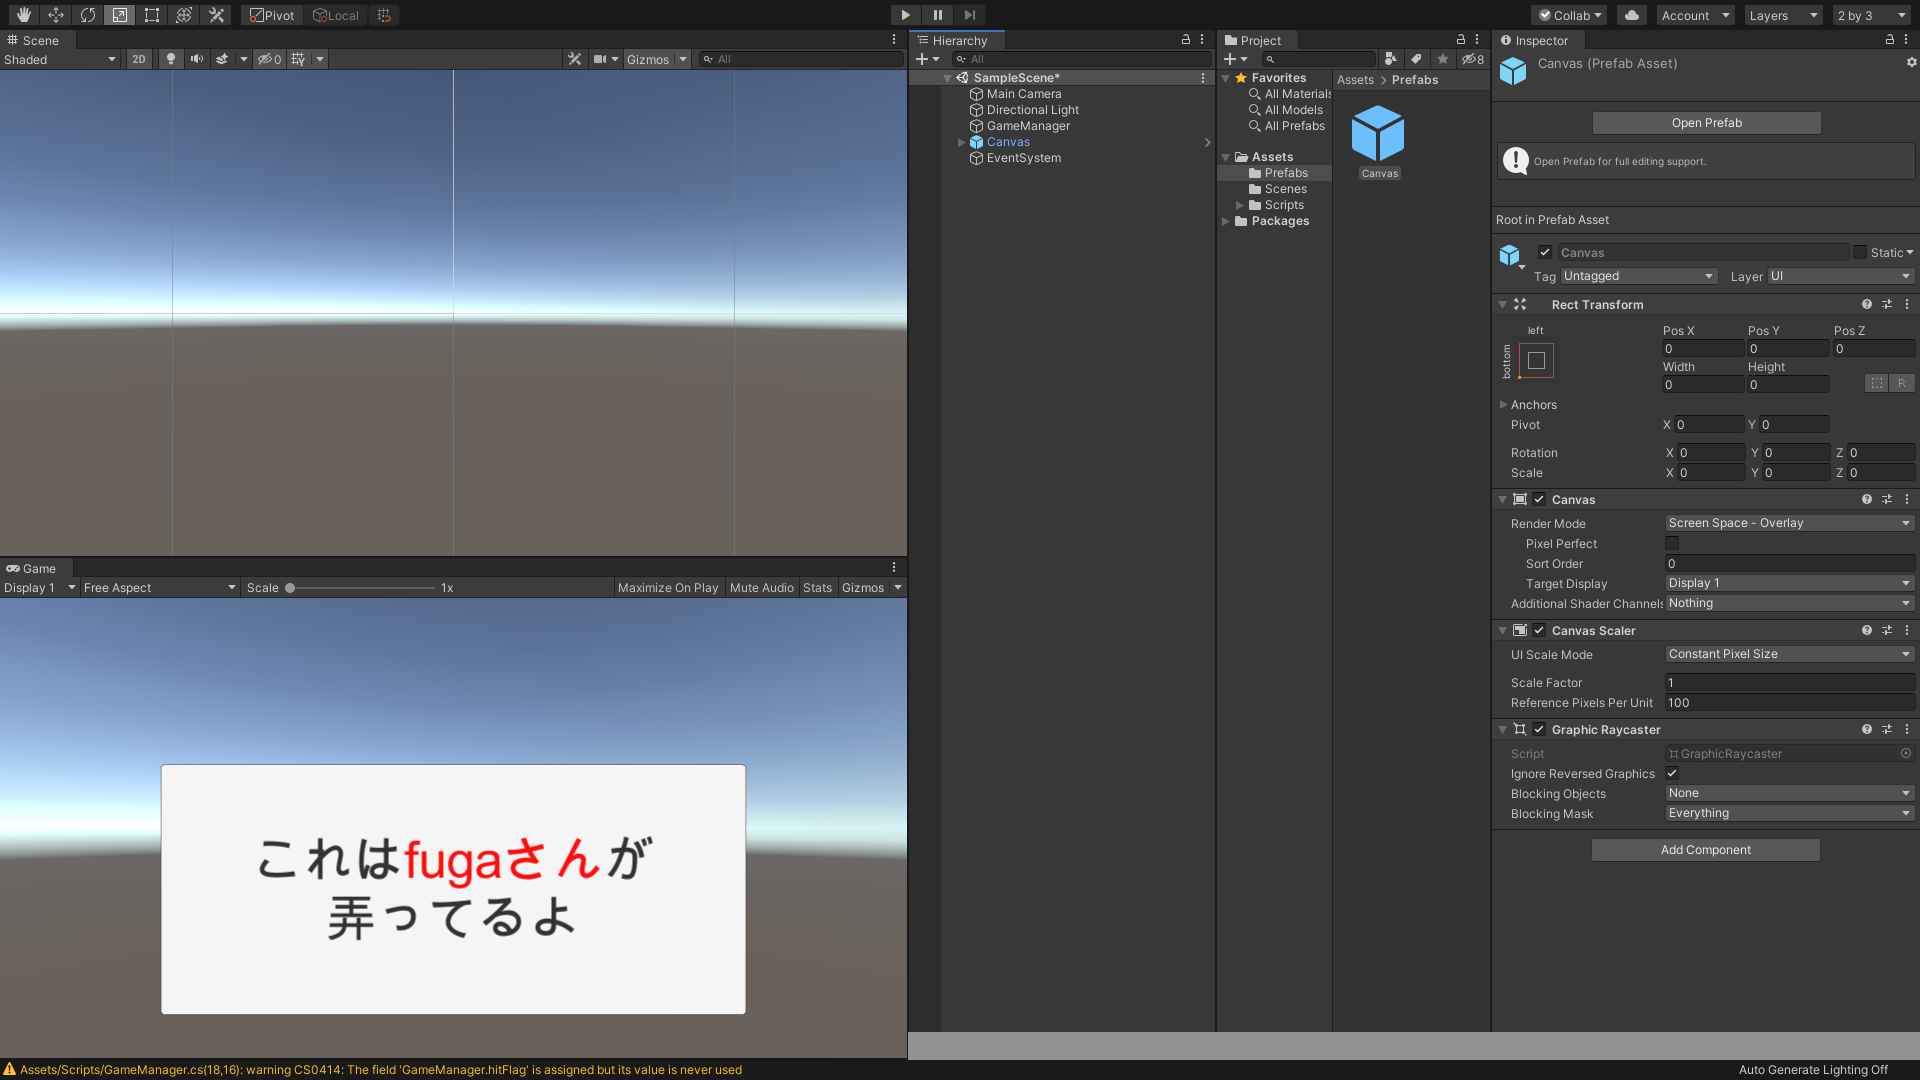 Pivot
Local
Collab
Account
Layers
2 by 3
Scene
Shaded
2D
0
Gizmos
All
Hierarchy
All
SampleScene*
Main Camera
Directional Light
GameManager
Canvas
EventSystem
Project
8
Favorites
All Materials
All Models
All Prefabs
Assets
Prefabs
Scenes
Scripts
Packages
Assets > Prefabs
Canvas
Inspector
Canvas (Prefab Asset)
Open Prefab
Open Prefab for full editing support.
Root in Prefab Asset
Canvas
Static
Tag Untagged Layer UI
Rect Transform
left
bottom
Pos X Pos Y Pos Z
0 0 0
Width Height
0 0
R
Anchors
Pivot X 0 Y 0
Rotation X 0 Y 0 Z 0
Scale X 0 Y 0 Z 0
Canvas
Render Mode Screen Space - Overlay
Pixel Perfect
Sort Order 0
Target Display Display 1
Additional Shader Channels Nothing
Canvas Scaler
UI Scale Mode Constant Pixel Size
Scale Factor 1
Reference Pixels Per Unit 100
Graphic Raycaster
Script GraphicRaycaster
Ignore Reversed Graphics
Blocking Objects None
Blocking Mask Everything
Add Component
Game
Display 1 Free Aspect Scale 1x Maximize On Play Mute Audio Stats Gizmos
これはfugaさんが
弄ってるよ
Assets/Scripts/GameManager.cs(18,16): warning CS0414: The field 'GameManager.hitFlag' is assigned but its value is never used
Auto Generate Lighting Off